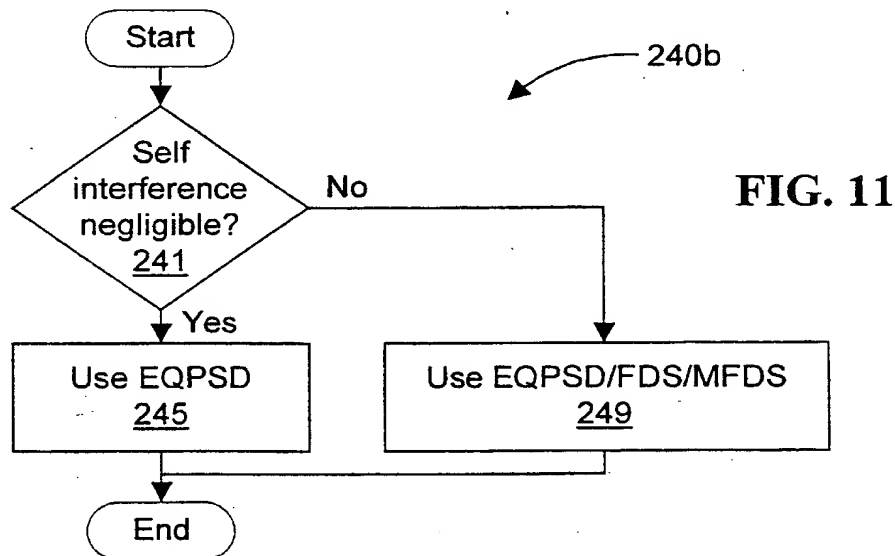 Start
240b
Self
interference
negligible?
241
No
FIG. 11
Yes
Use EQPSD
245
Use EQPSD/FDS/MFDS
249
End